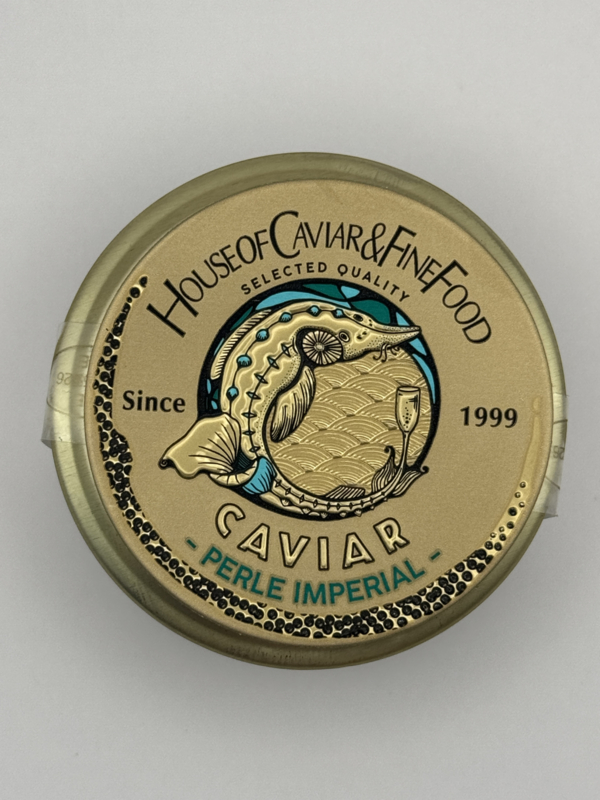 HOUSE OF CAVIAR & FINE FOOD
SELECTED QUALITY
Since 1999
CAVIAR
- PERLE IMPERIAL -